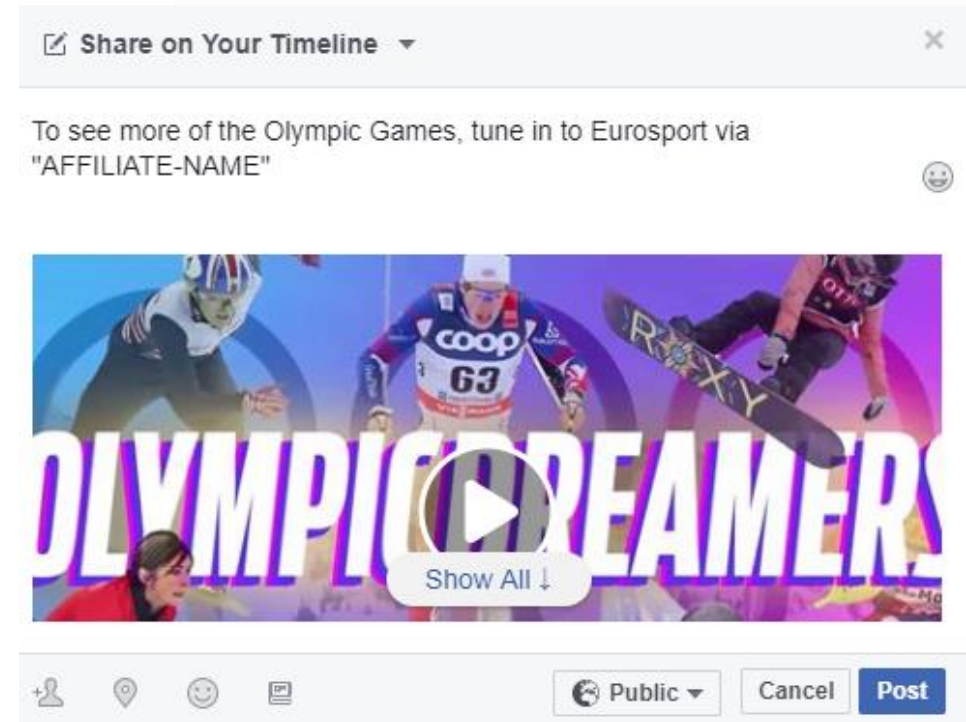 Share on Your Timeline
To see more of the Olympic Games, tune in to Eurosport via
"AFFILIATE-NAME"
OTTP
coop
63
ROXY
OLYMPIC DREAMERS
Show All ↓
Public
Cancel
Post